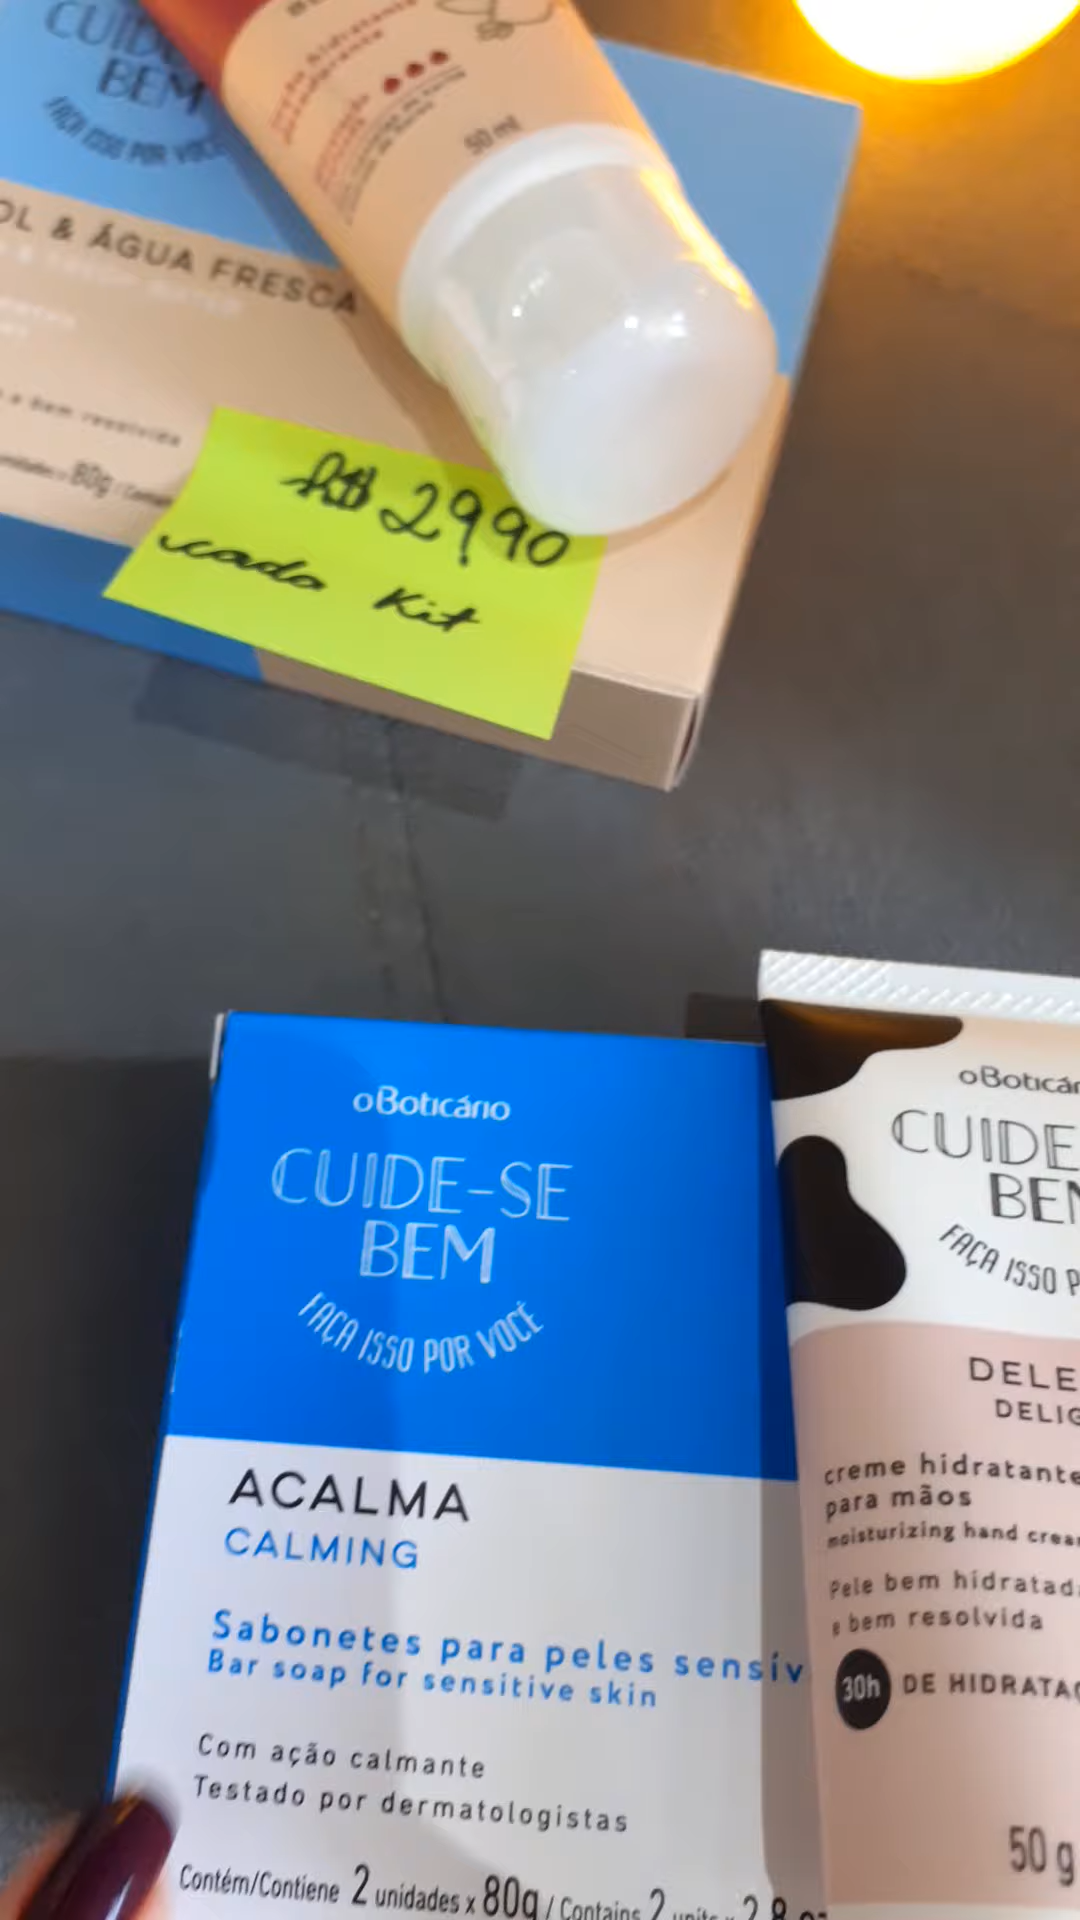 BEM
FAÇA ISSO POR VOCÊ
50 ml
& ÁGUA FRESCA
e bem resolvida
80g
R$ 29,90
cada Kit
oBoticário
CUIDE-SE
BEM
FAÇA ISSO POR VOCÊ
ACALMA
CALMING
Sabonetes para peles sensív
Bar soap for sensitive skin
Com ação calmante
Testado por dermatologistas
Contém/Contiene 2 unidades x 80g / Contains 2
oBoticár
CUIDE
BEM
FAÇA ISSO P
DELE
DELIG
creme hidratante
para mãos
moisturizing hand crea
Pele bem hidratad
e bem resolvida
30h DE HIDRATAÇ
50 g